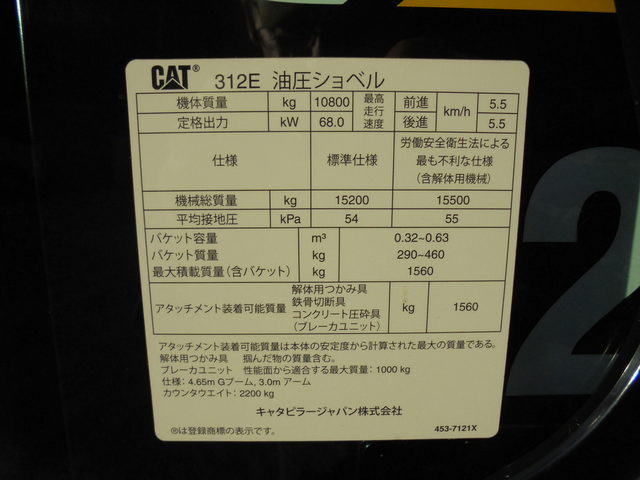 CAT® 312E 油圧ショベル
機体質量 kg 10800 最高走行速度 前進 km/h 5.5
定格出力 kW 68.0 後進 5.5
仕様 標準仕様 労働安全衛生法による
最も不利な仕様
(含解体用機械)
機械総質量 kg 15200 15500
平均接地圧 kPa 54 55
バケット容量 m³ 0.32~0.63
バケット質量 kg 290~460
最大積載質量(含バケット) kg 1560
アタッチメント装着可能質量 解体用つかみ具 kg 1560
鉄骨切断具
コンクリート圧砕具
(ブレーカユニット)
アタッチメント装着可能質量は本体の安定度から計算された最大の質量である。
解体用つかみ具 掴んだ物の質量含む。
ブレーカユニット 性能面から適合する最大質量：1000 kg
仕様：4.65m Gブーム、3.0m アーム
カウンタウエイト：2200 kg
キャタピラージャパン株式会社
®は登録商標の表示です。 453-7121X
2